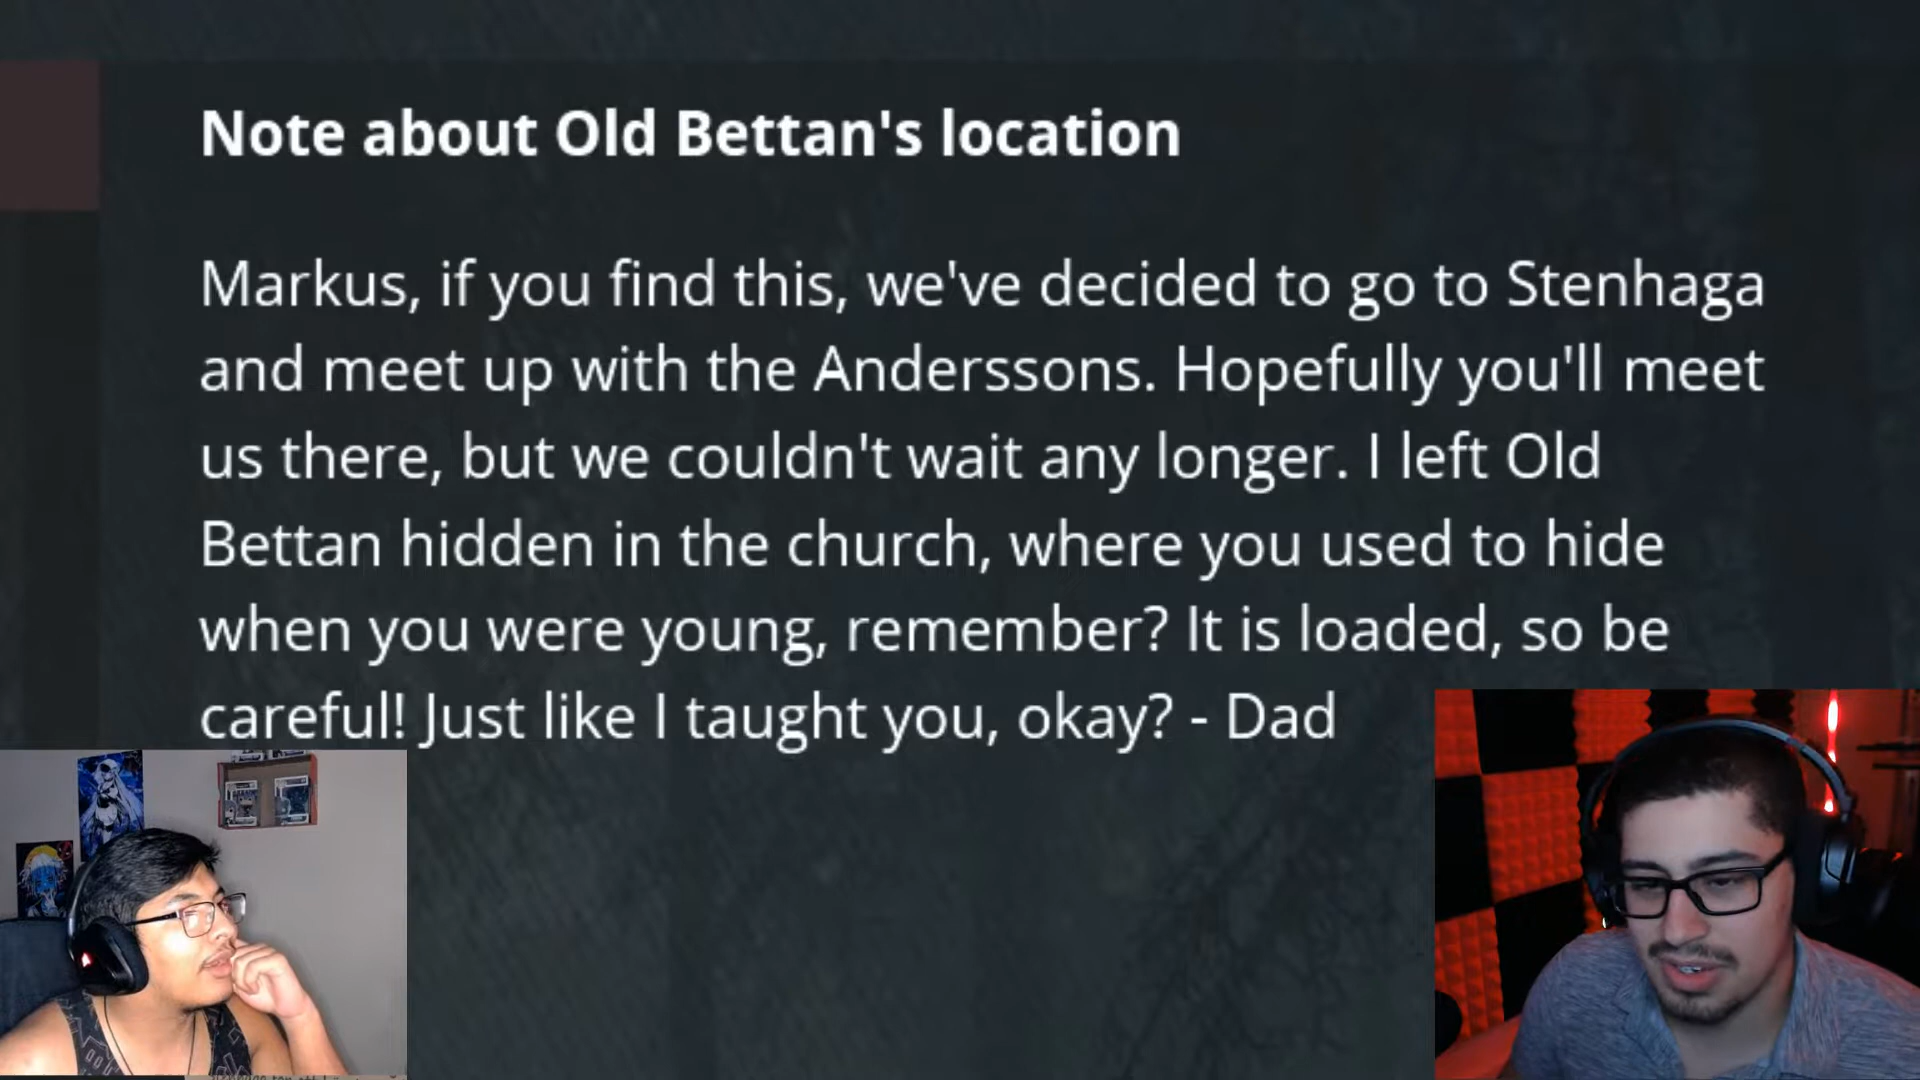 Note about Old Bettan's location
Markus, if you find this, we've decided to go to Stenhaga
and meet up with the Anderssons. Hopefully you'll meet
us there, but we couldn't wait any longer. I left Old
Bettan hidden in the church, where you used to hide
when you were young, remember? It is loaded, so be
careful! Just like I taught you, okay? - Dad